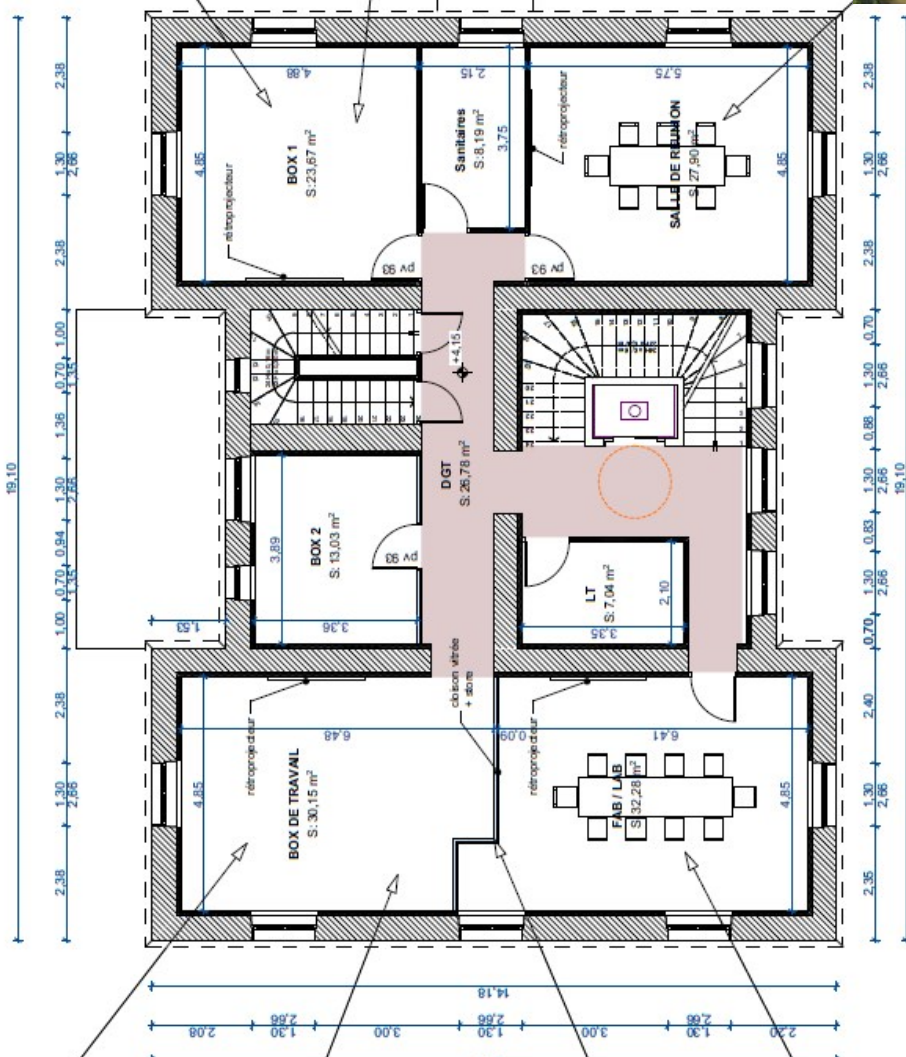 4,88
2,15
5,75
4,85
BOX 1
S:23,67 m²
rétroprojecteur
Sanitaires
S:8,19 m²
3,75
rétroprojecteur
SALLE DE REUNION
S:27,90 m²
4,85
pv 93
pv 93
+4,15
DGT
S:26,78 m²
BOX 2
S:13,03 m²
3,89
3,36
pv 93
LT
S:7,04 m²
2,10
3,35
1,53
cloison vitrée
+ store
rétroprojecteur
6,48
0,09
rétroprojecteur
6,41
4,85
BOX DE TRAVAIL
S:30,15 m²
FAB / LAB
S:32,28 m²
4,85
19,10
2,38
1,30
2,66
2,38
1,00
0,70
1,35
1,36
1,30
2,66
0,94
0,70
1,35
1,00
2,38
1,30
2,66
2,38
2,38
1,30
2,66
2,38
0,70
1,30
2,66
0,88
1,30
2,66
0,83
1,30
2,66
0,70
2,40
1,30
2,66
2,35
19,10
14,18
2,08
1,30
2,66
3,00
1,30
2,66
3,00
1,30
2,66
2,20